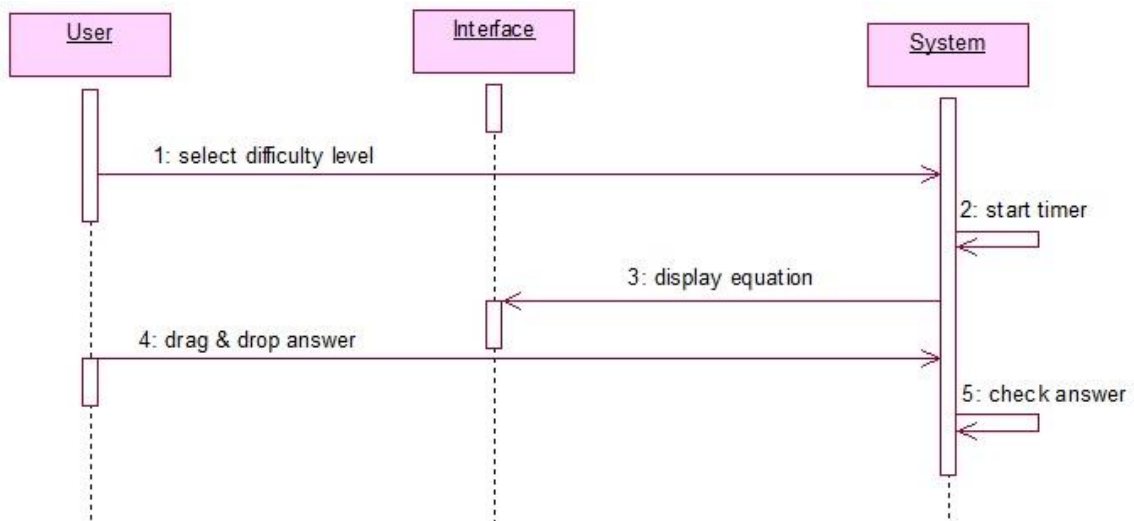 User
Interface
System
1: select difficulty level
2: start timer
3: display equation
4: drag & drop answer
5: check answer